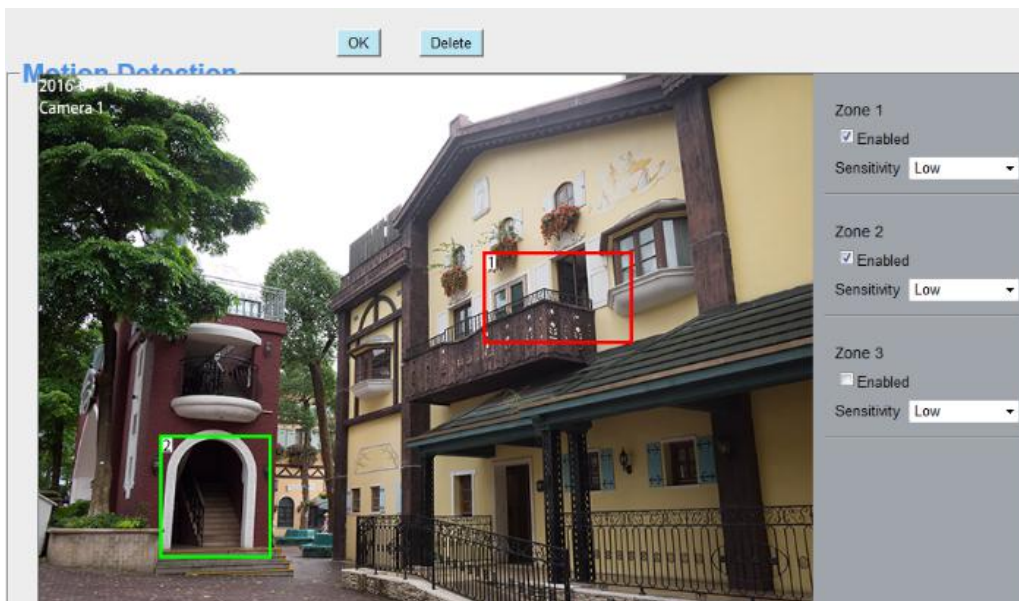 OK
Delete
Motion Detection
2016
Camera 1
1
2
Zone 1
Enabled
Sensitivity
Low
Zone 2
Enabled
Sensitivity
Low
Zone 3
Enabled
Sensitivity
Low